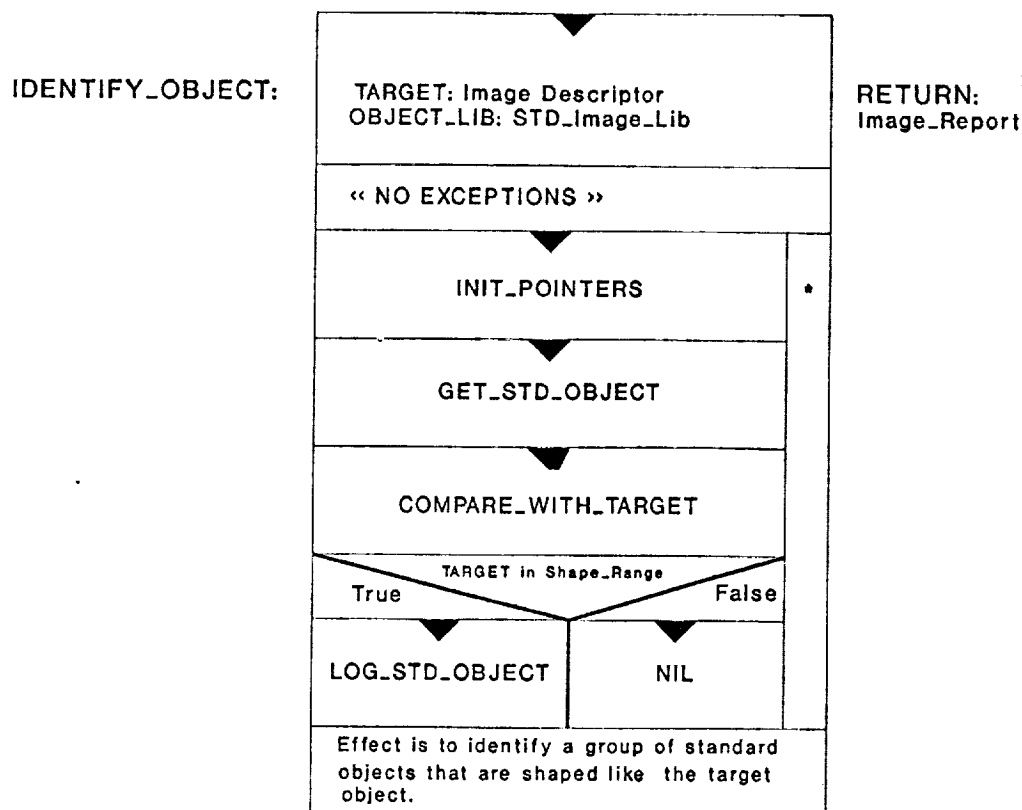 IDENTIFY_OBJECT:
TARGET: Image Descriptor
OBJECT_LIB: STD_Image_Lib
RETURN:
Image_Report
‹‹ NO EXCEPTIONS ››
INIT_POINTERS
*
GET_STD_OBJECT
COMPARE_WITH_TARGET
TARGET in Shape_Range
True
False
LOG_STD_OBJECT
NIL
Effect is to identify a group of standard
objects that are shaped like the target
object.